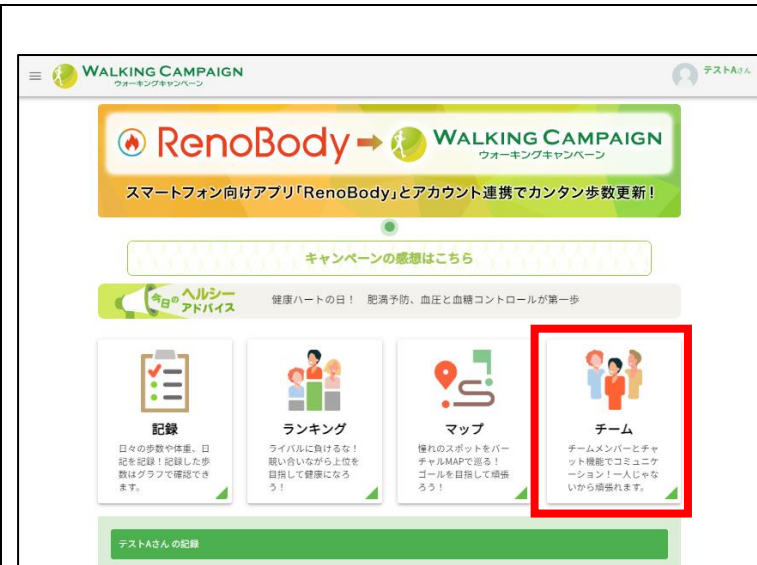 WALKING CAMPAIGN
ウォーキングキャンペーン
テストAさん
RenoBody
WALKING CAMPAIGN
ウォーキングキャンペーン
スマートフォン向けアプリ「RenoBody」とアカウント連携でカンタン歩数更新！
キャンペーンの感想はこちら
今日の ヘルシー
アドバイス
健康ハートの日！ 肥満予防、血圧と血糖コントロールが第一歩
記録
日々の歩数や体重、日
記を記録！記録した歩
数はグラフで確認でき
ます。
ランキング
ライバルに負けるな！
競い合いながら上位を
目指して健康になろ
う！
マップ
憧れのスポットをバー
チャルMAPで巡る！
ゴールを目指して頑張
ろう！
チーム
チームメンバーとチャ
ット機能でコミュニケ
ーション！一人じゃな
いから頑張れます。
テストAさん の記録